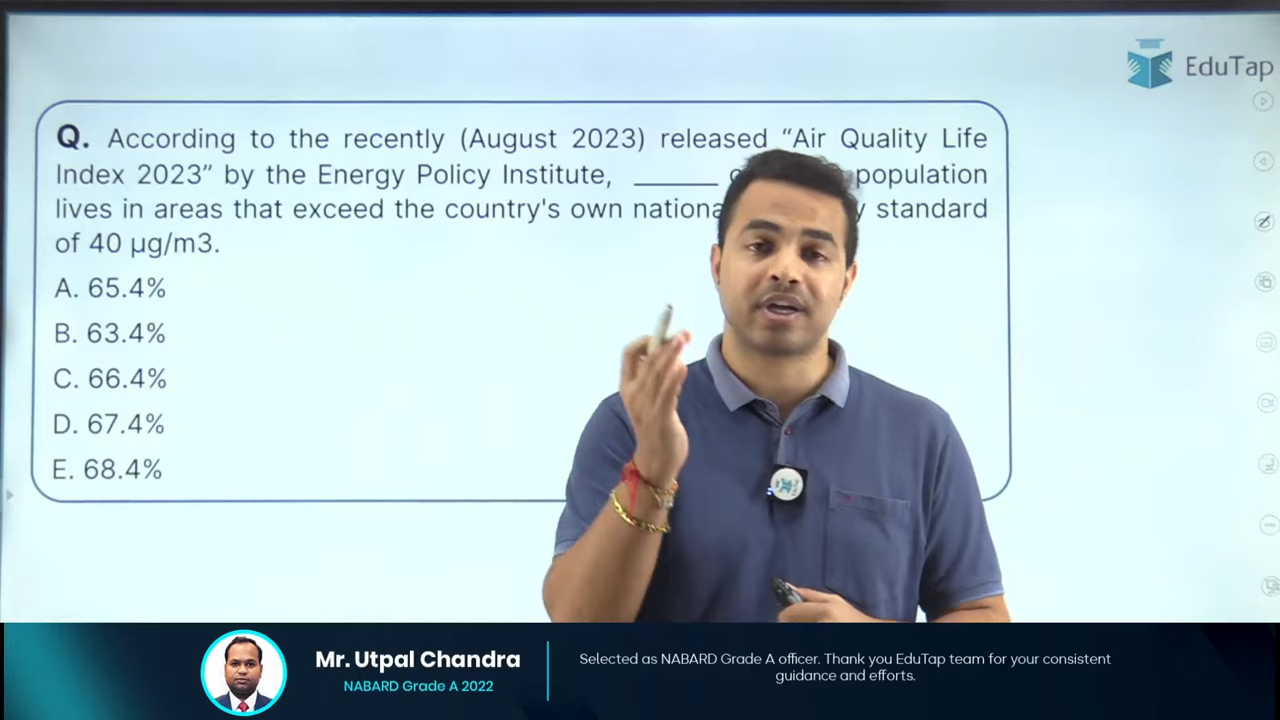 EduTap
Q. According to the recently (August 2023) released “Air Quality Life
Index 2023” by the Energy Policy Institute, ______ population
lives in areas that exceed the country's own standard
of 40 µg/m3.
A. 65.4%
B. 63.4%
C. 66.4%
D. 67.4%
E. 68.4%
Mr. Utpal Chandra
NABARD Grade A 2022
Selected as NABARD Grade A officer. Thank you EduTap team for your consistent
guidance and efforts.